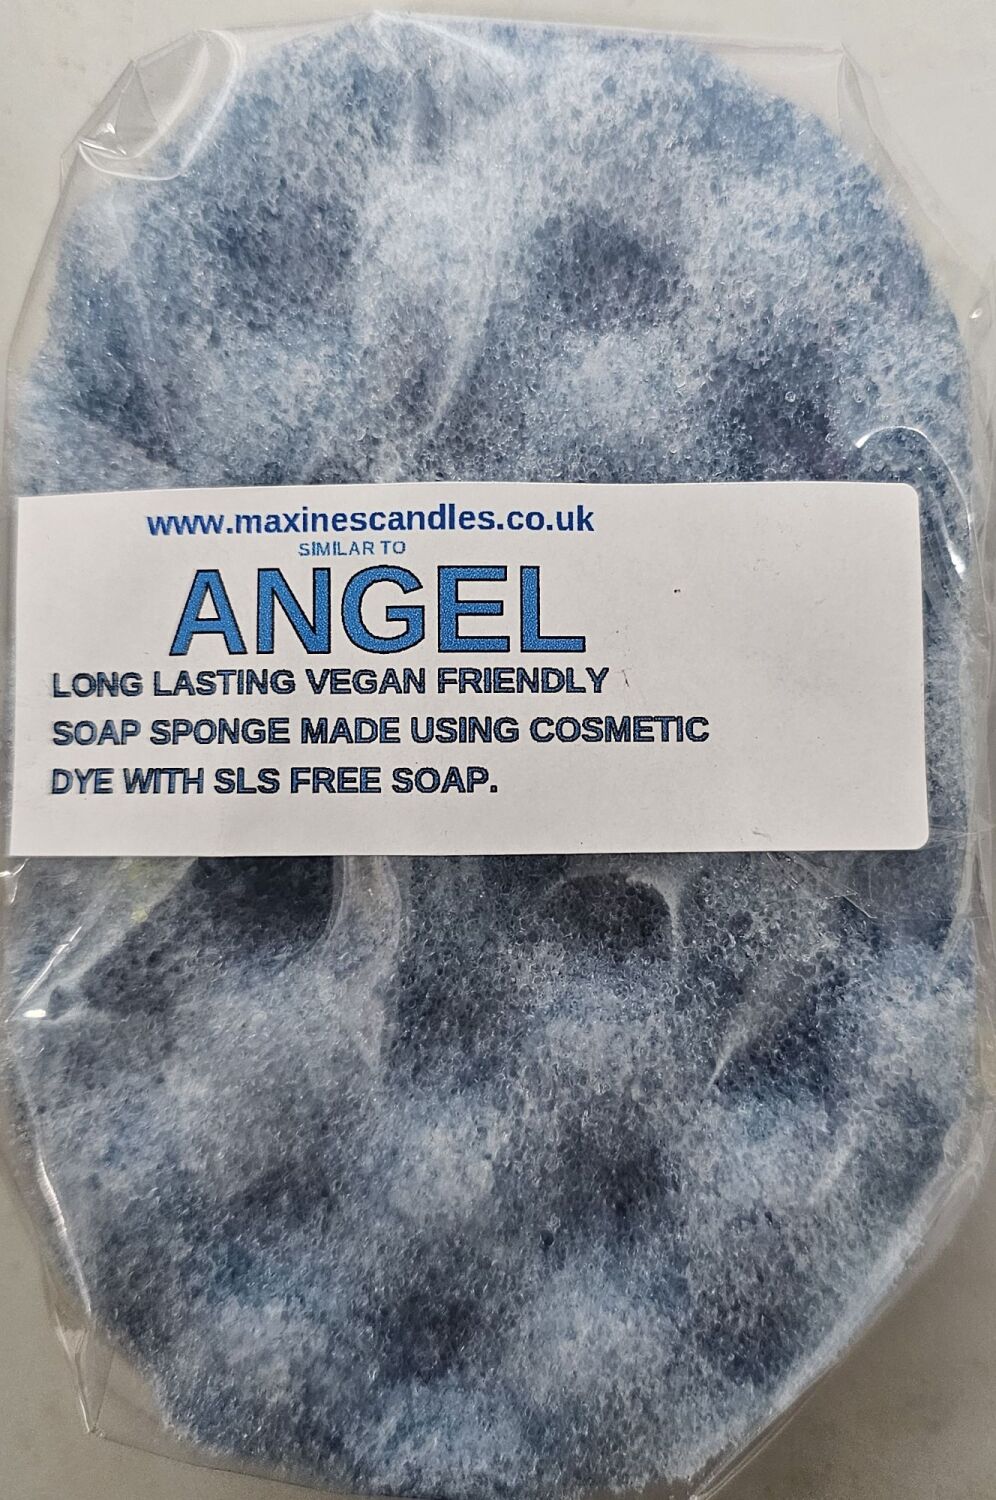 www.maxinescandles.co.uk
SIMILAR TO
ANGEL
LONG LASTING VEGAN FRIENDLY
SOAP SPONGE MADE USING COSMETIC
DYE WITH SLS FREE SOAP.